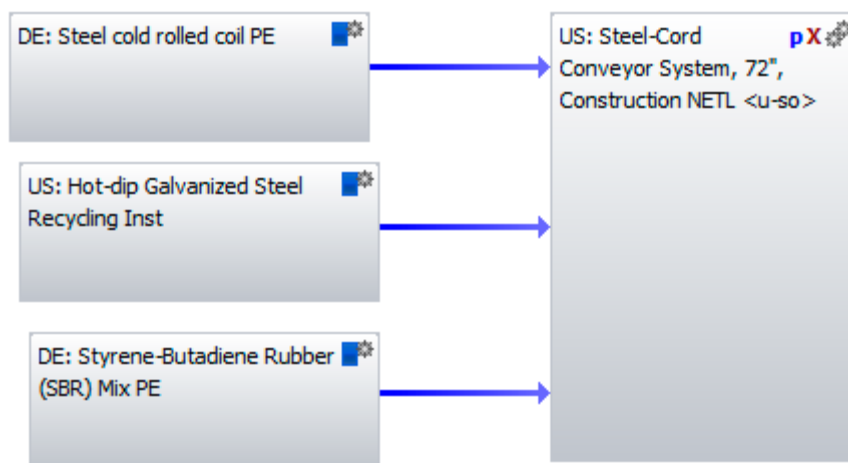 DE: Steel cold rolled coil PE
US: Hot-dip Galvanized Steel
Recycling Inst
DE: Styrene-Butadiene Rubber
(SBR) Mix PE
US: Steel-Cord pX
Conveyor System, 72",
Construction NETL <u-so>